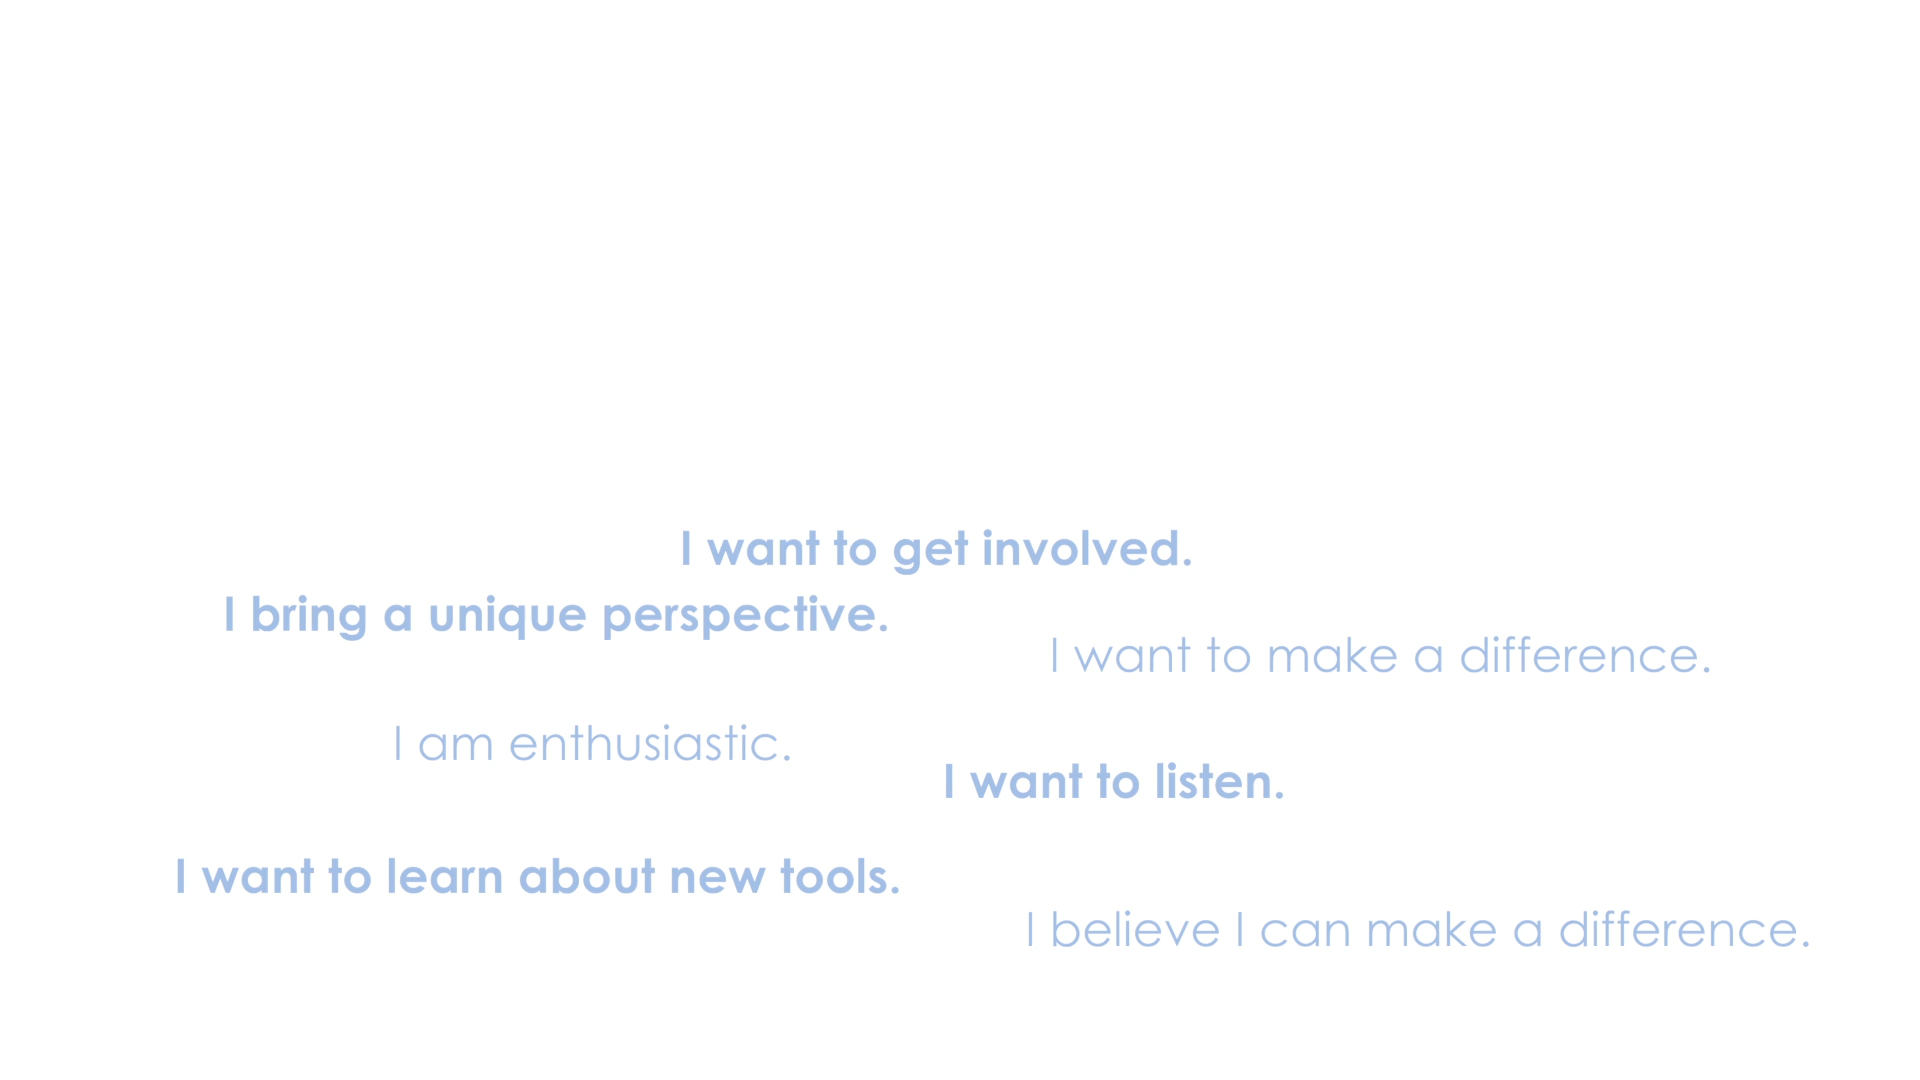 I want to get involved.
I bring a unique perspective.
I want to make a difference.
I am enthusiastic.
I want to listen.
I want to learn about new tools.
I believe I can make a difference.